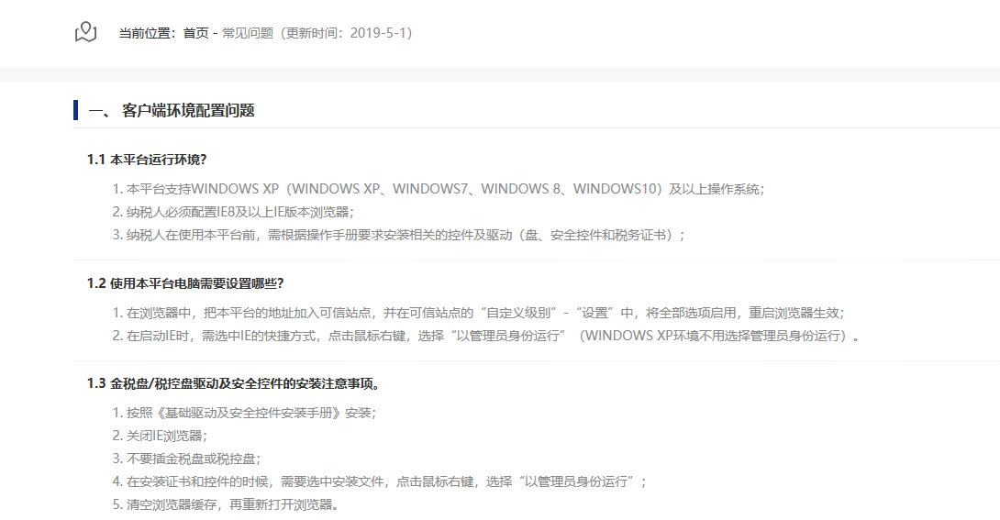 当前位置：首页 - 常见问题（更新时间：2019-5-1）
一、 客户端环境配置问题
1.1 本平台运行环境？
1. 本平台支持WINDOWS XP（WINDOWS XP、WINDOWS7、WINDOWS 8、WINDOWS10）及以上操作系统；
2. 纳税人必须配置IE8及以上IE版本浏览器；
3. 纳税人在使用本平台前，需根据操作手册要求安装相关的控件及驱动（盘、安全控件和税务证书）；
1.2 使用本平台电脑需要设置哪些？
1. 在浏览器中，把本平台的地址加入可信站点，并在可信站点的“自定义级别”-“设置”中，将全部选项启用，重启浏览器生效；
2. 在启动IE时，需选中IE的快捷方式，点击鼠标右键，选择“以管理员身份运行”（WINDOWS XP环境不用选择管理员身份运行）。
1.3 金税盘/税控盘驱动及安全控件的安装注意事项。
1. 按照《基础驱动及安全控件安装手册》安装；
2. 关闭IE浏览器；
3. 不要插金税盘或税控盘；
4. 在安装证书和控件的时候，需要选中安装文件，点击鼠标右键，选择“以管理员身份运行”；
5. 清空浏览器缓存，再重新打开浏览器。